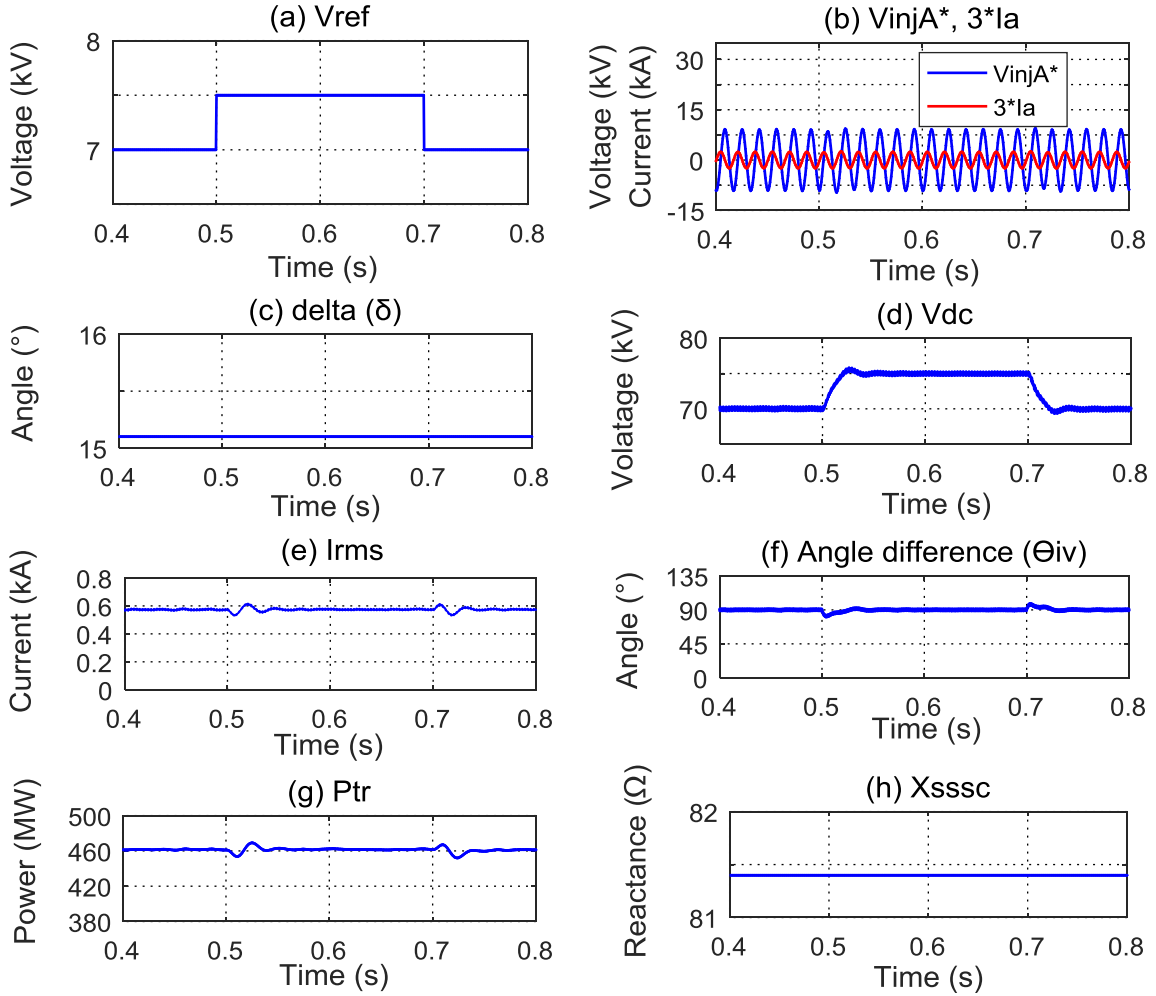 (a) Vref
Voltage (kV)
8
7
0.4 0.5 0.6 0.7 0.8
Time (s)
(b) VinjA*, 3*Ia
Voltage (kV)
Current (kA)
30
15
0
-15
VinjA*
3*Ia
0.4 0.5 0.6 0.7 0.8
Time (s)
(c) delta (δ)
Angle (°)
16
15
0.4 0.5 0.6 0.7 0.8
Time (s)
(d) Vdc
Volatage (kV)
80
70
0.4 0.5 0.6 0.7 0.8
Time (s)
(e) Irms
Current (kA)
0.8
0.6
0.4
0.2
0
0.4 0.5 0.6 0.7 0.8
Time (s)
(f) Angle difference (Ɵiv)
Angle (°)
135
90
45
0
0.4 0.5 0.6 0.7 0.8
Time (s)
(g) Ptr
Power (MW)
500
460
420
380
0.4 0.5 0.6 0.7 0.8
Time (s)
(h) Xsssc
Reactance (Ω)
82
81
0.4 0.5 0.6 0.7 0.8
Time (s)